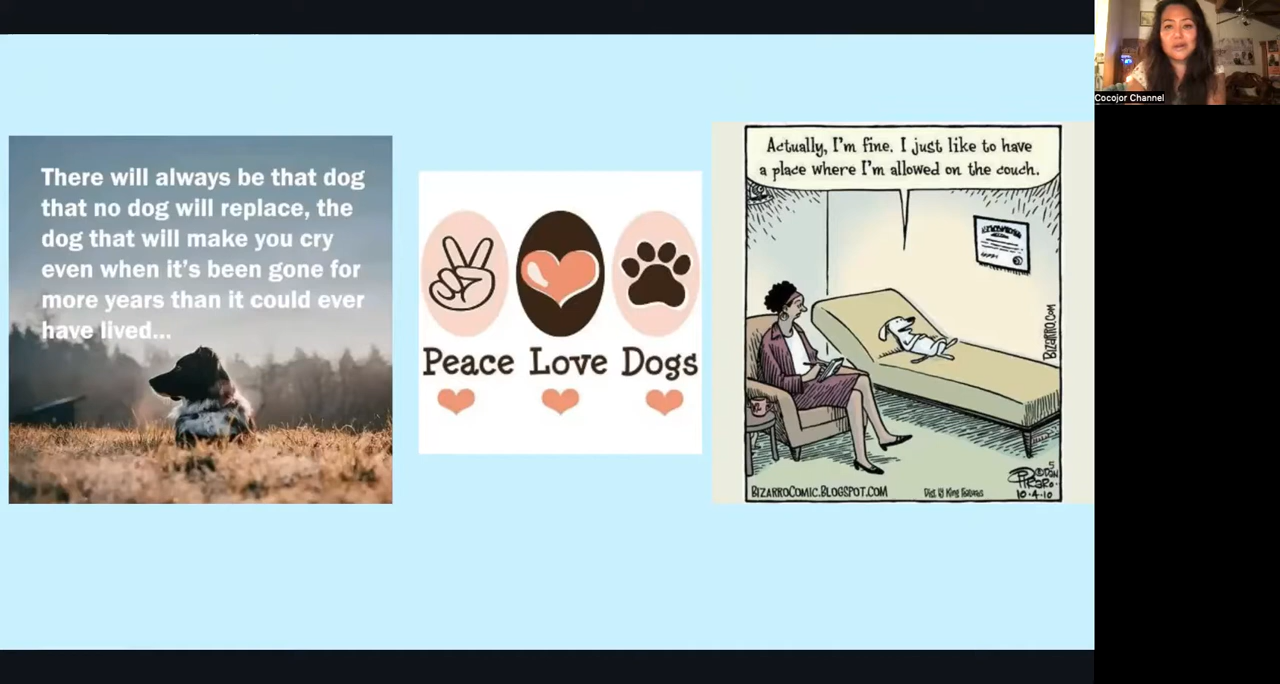 There will always be that dog
that no dog will replace, the
dog that will make you cry
even when it's been gone for
more years than it could ever
have lived...
Peace Love Dogs
Actually, I'm fine. I just like to have
a place where I'm allowed on the couch.
BIZARRO.COM
BIZARROCOMIC.BLOGSPOT.COM
Dist. by King Features
©DAN
PIRARO.
10·4·10
Cocojor Channel